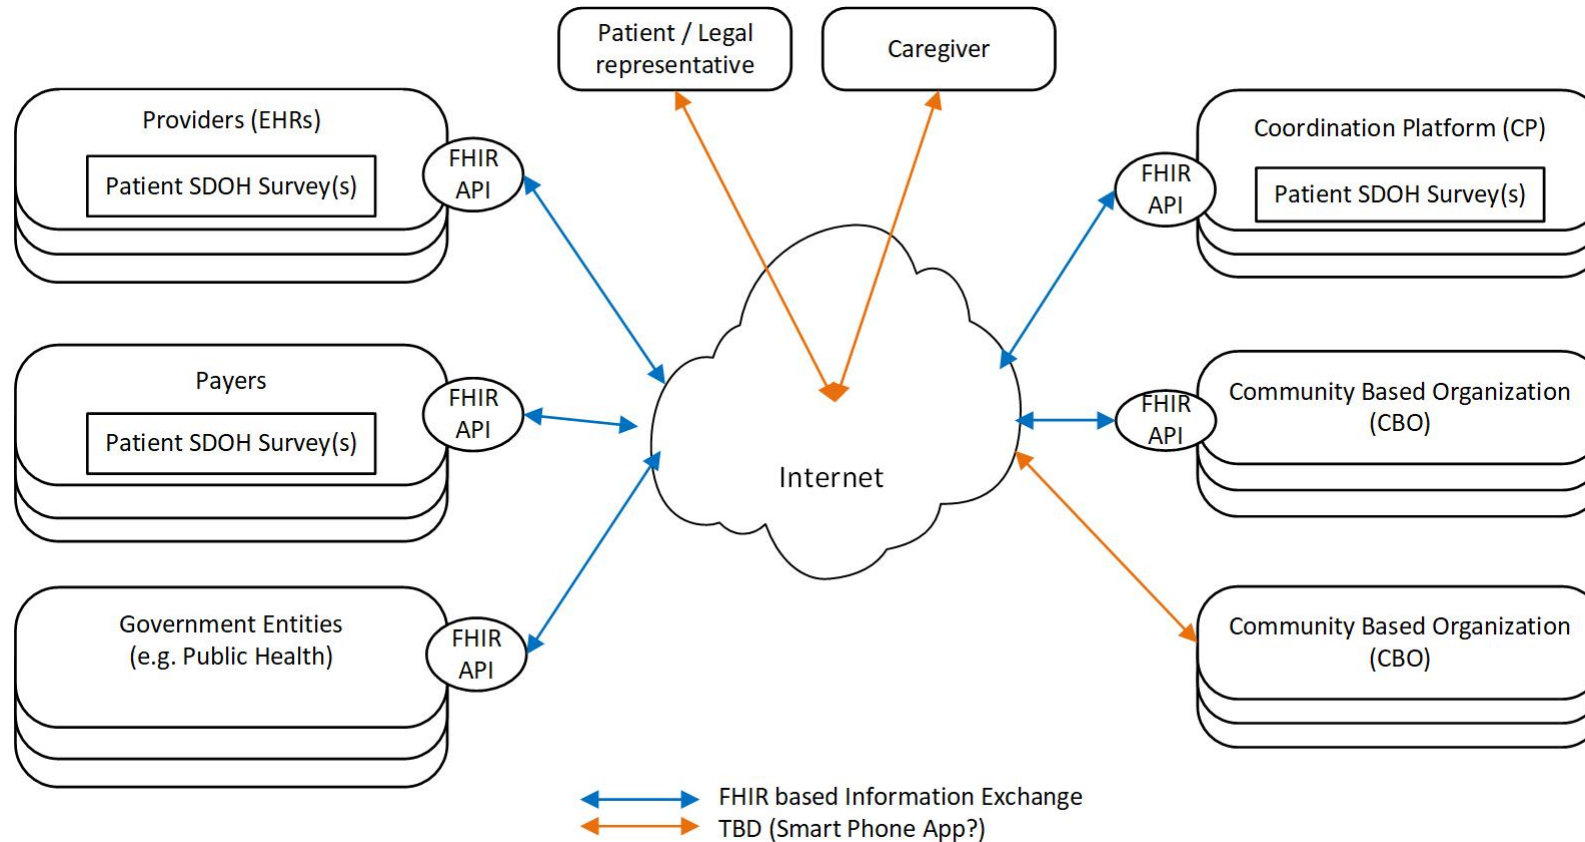 Patient / Legal
representative
Caregiver
Providers (EHRs)
Patient SDOH Survey(s)
FHIR
API
Coordination Platform (CP)
Patient SDOH Survey(s)
FHIR
API
Payers
Patient SDOH Survey(s)
FHIR
API
Internet
FHIR
API
Community Based Organization
(CBO)
Government Entities
(e.g. Public Health)
FHIR
API
Community Based Organization
(CBO)
FHIR based Information Exchange
TBD (Smart Phone App?)